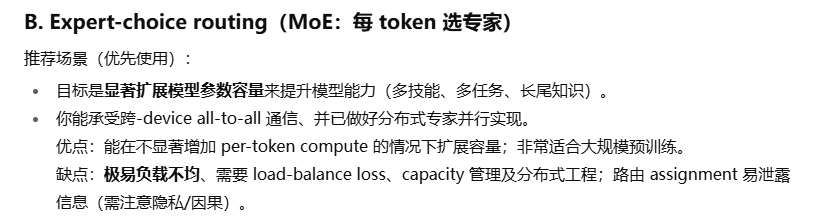 B. Expert-choice routing（MoE：每 token 选专家）
推荐场景（优先使用）：
• 目标是显著扩展模型参数容量来提升模型能力（多技能、多任务、长尾知识）。
• 你能承受跨-device all-to-all 通信、并已做好分布式专家并行实现。
优点：能在不显著增加 per-token compute 的情况下扩展容量；非常适合大规模预训练。
缺点：极易负载不均、需要 load-balance loss、capacity 管理及分布式工程；路由 assignment 易泄露
信息（需注意隐私/因果）。